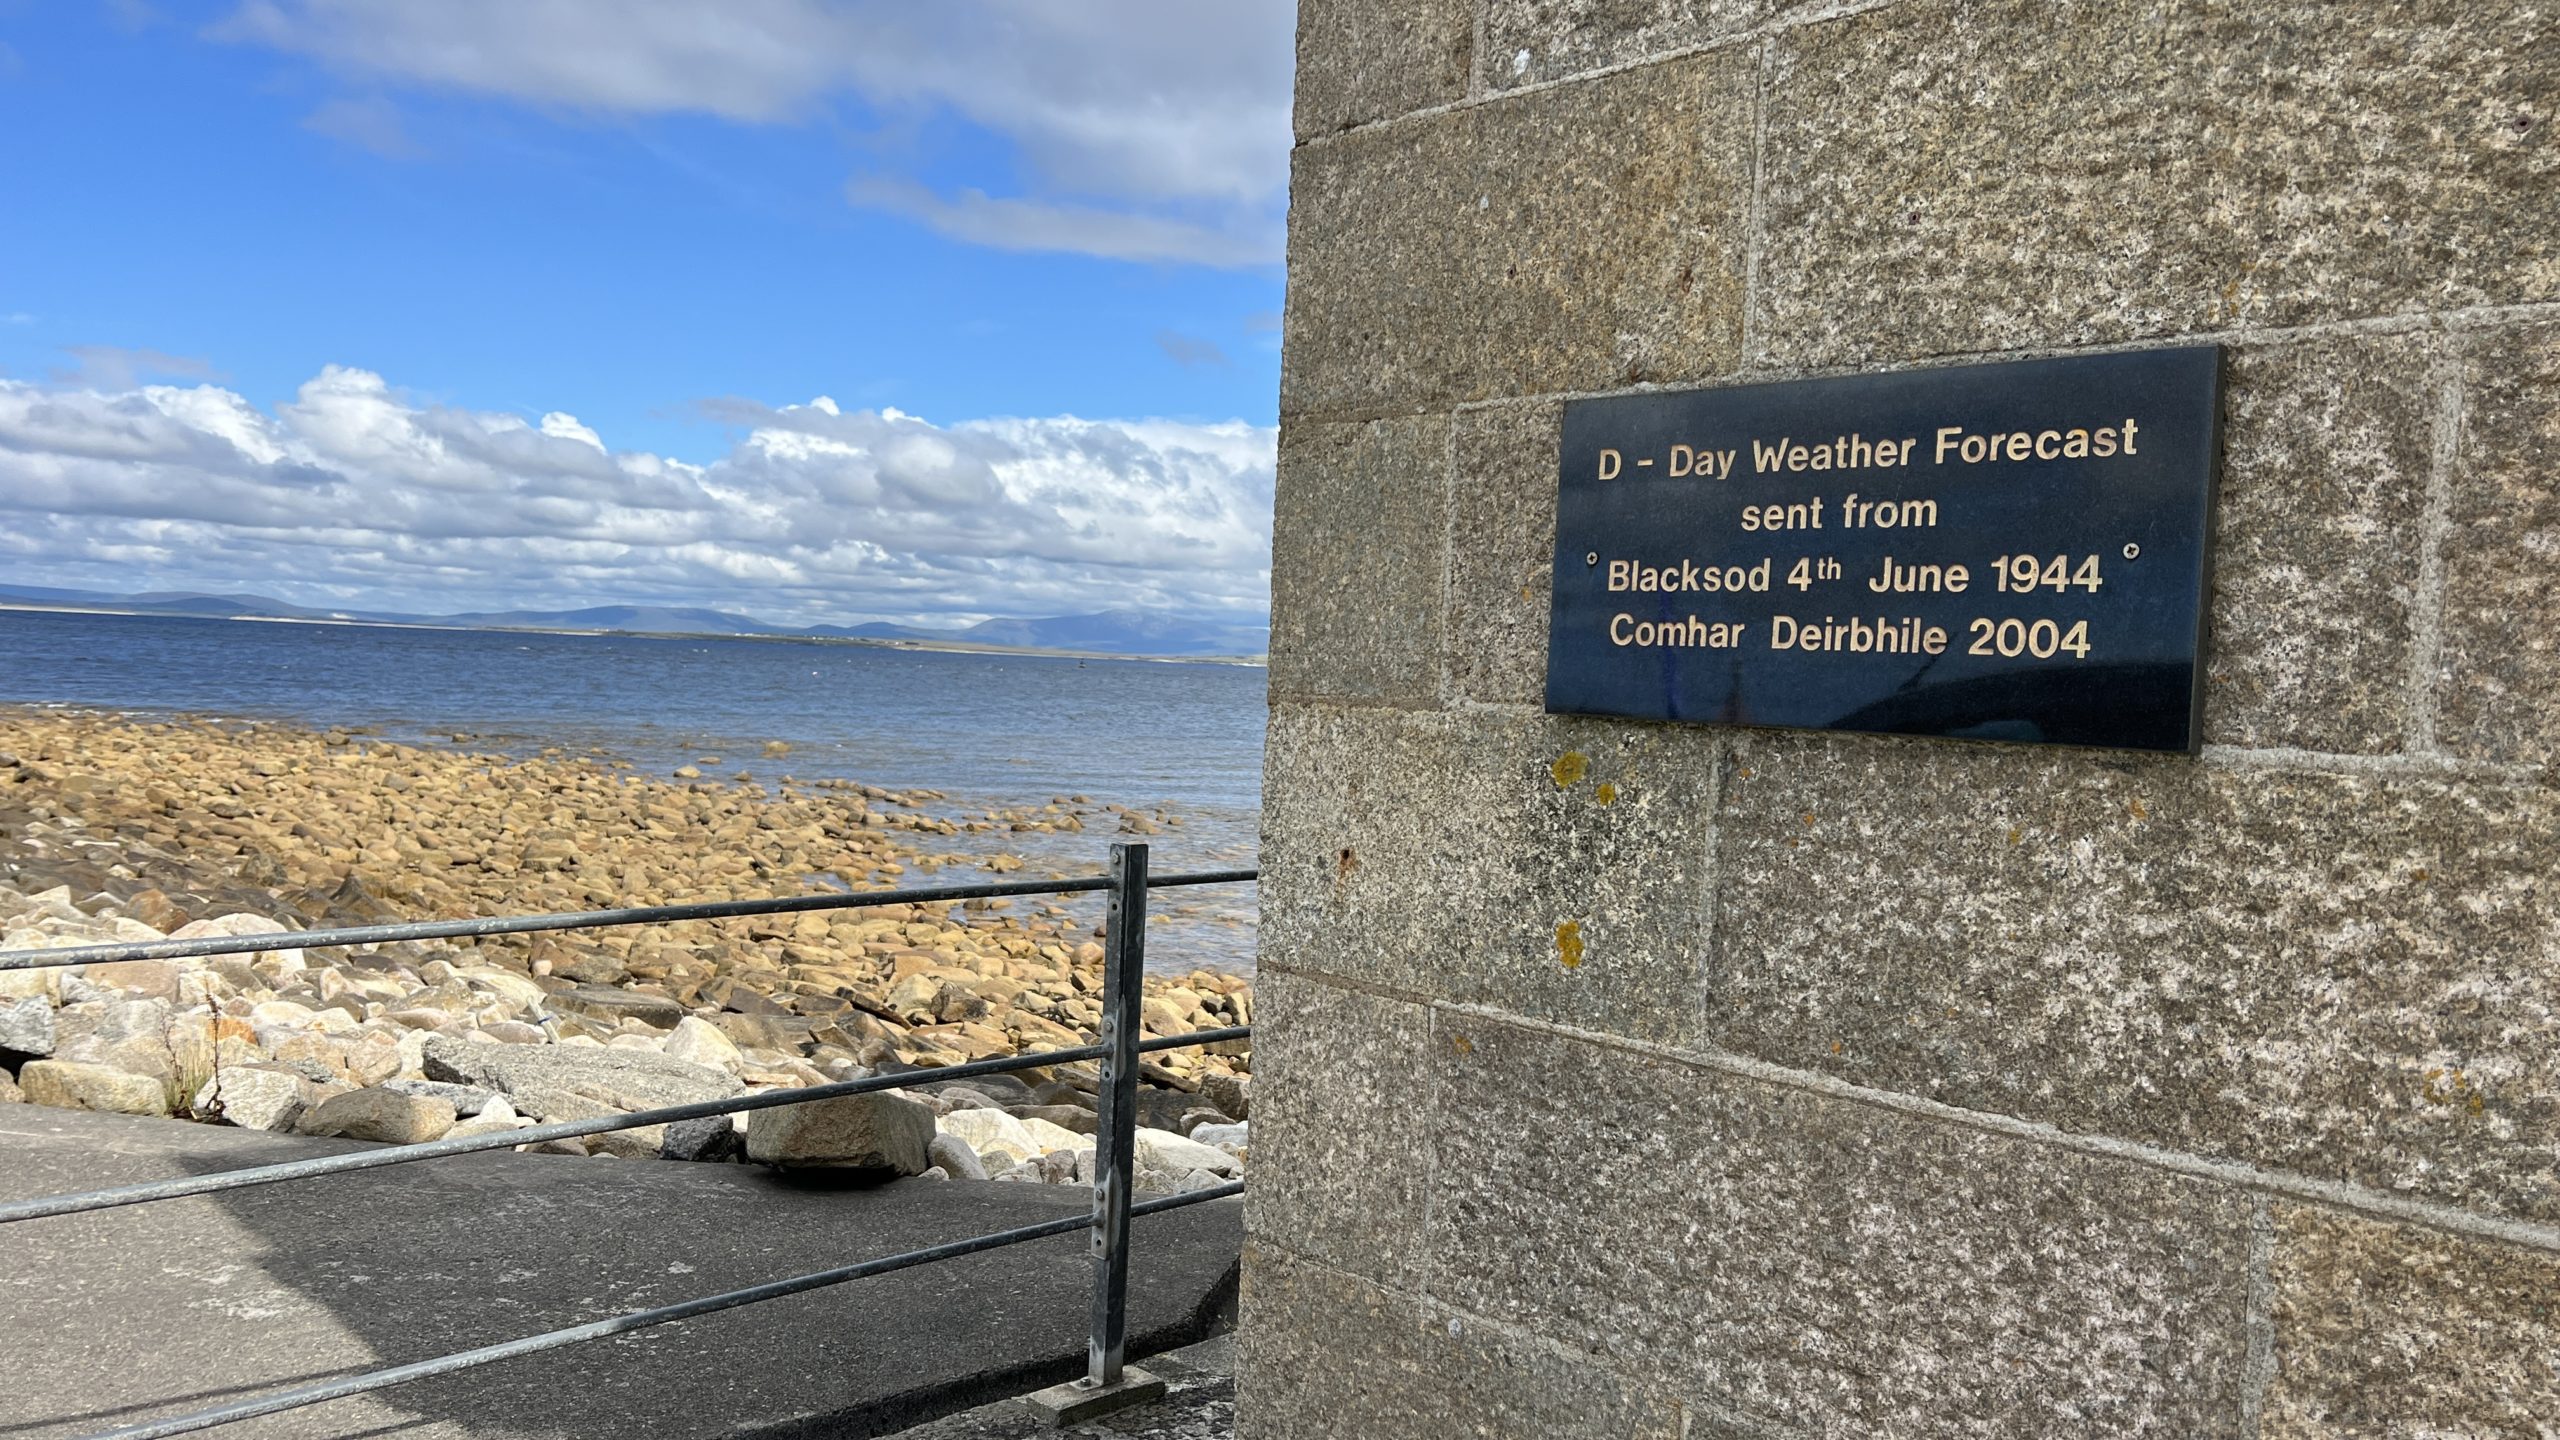 D - Day Weather Forecast
sent from
Blacksod 4th June 1944
Comhar Deirbhile 2004